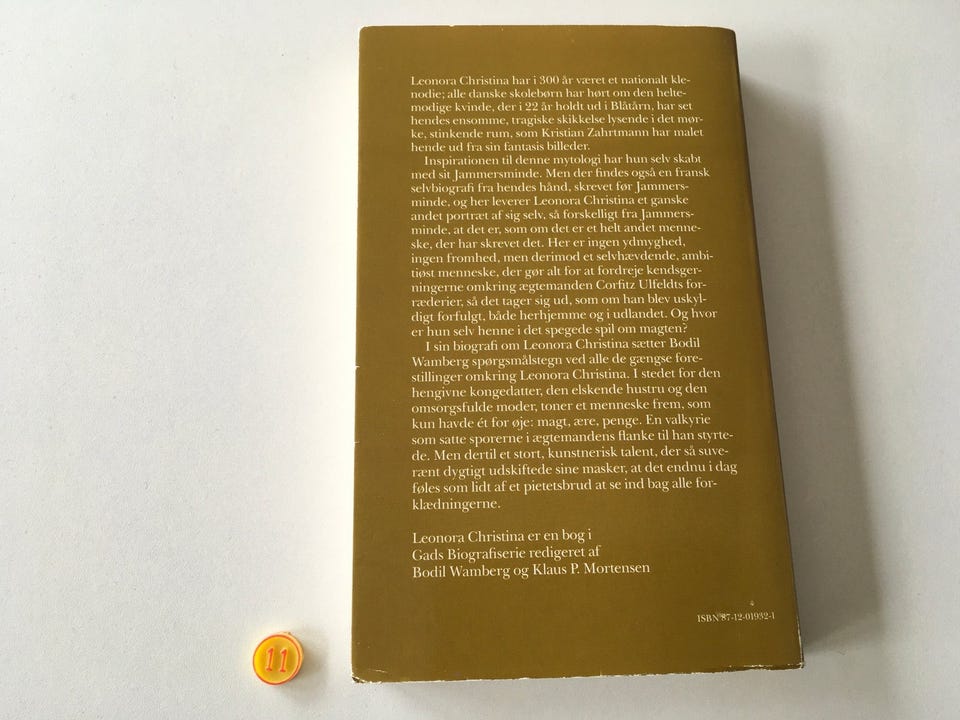 Leonora Christina har i 300 år været et nationalt kle-
nodie; alle danske skolebørn har hørt om den helte-
modige kvinde, der i 22 år holdt ud i Blåtårn, har set
hendes ensomme, tragiske skikkelse lysende i det mør-
ke, stinkende rum, som Kristian Zahrtmann har malet
hende ud fra sin fantasis billeder.
Inspirationen til denne mytologi har hun selv skabt
med sit Jammersminde. Men der findes også en fransk
selvbiografi fra hendes hånd, skrevet før Jammers-
minde, og her leverer Leonora Christina et ganske
andet portræt af sig selv, så forskelligt fra Jammers-
minde, at det er, som om det er et helt andet menne-
ske, der har skrevet det. Her er ingen ydmyghed,
ingen fromhed, men derimod et selvhævdende, ambi-
tiøst menneske, der gør alt for at fordreje kendsger-
ningerne omkring ægtemanden Corfitz Ulfeldts for-
ræderier, så det tager sig ud, som om han blev uskyl-
digt forfulgt, både herhjemme og i udlandet. Og hvor
er hun selv henne i det spegede spil om magten?
I sin biografi om Leonora Christina sætter Bodil
Wamberg spørgsmålstegn ved alle de gængse fore-
stillinger omkring Leonora Christina. I stedet for den
hengivne kongedatter, den elskende hustru og den
omsorgsfulde moder, toner et menneske frem, som
kun havde ét for øje: magt, ære, penge. En valkyrie
som satte sporerne i ægtemandens flanke til han styrte-
de. Men dertil et stort, kunstnerisk talent, der så suve-
rænt dygtigt udskiftede sine masker, at det endnu i dag
føles som lidt af et pietetsbrud at se ind bag alle for-
klædningerne.
Leonora Christina er en bog i
Gads Biografiserie redigeret af
Bodil Wamberg og Klaus P. Mortensen
ISBN 87-12-01932-1
11